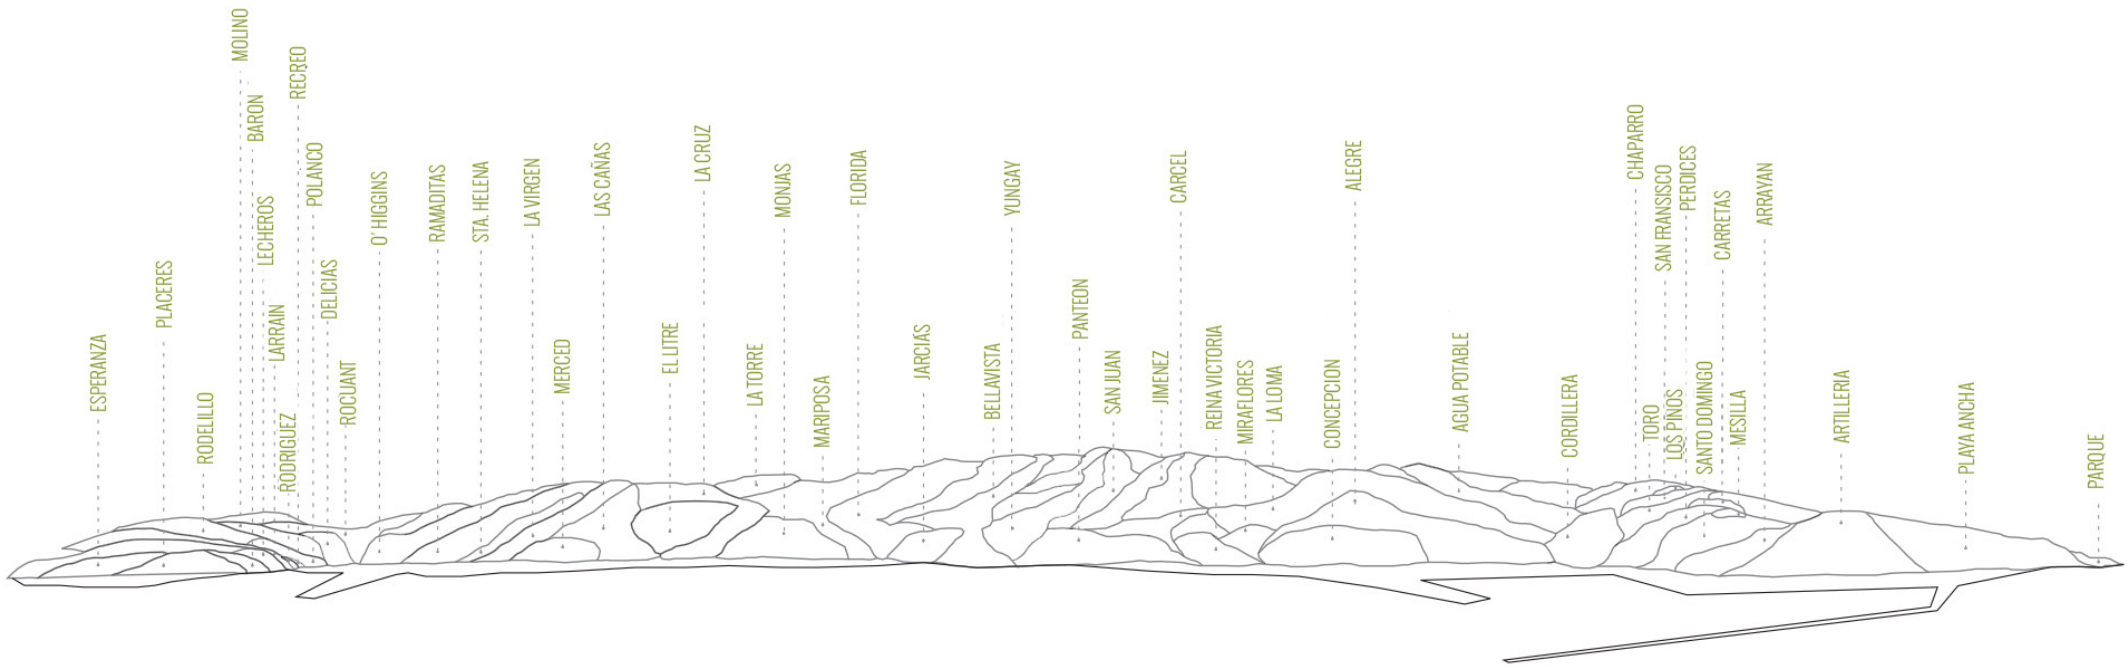 ESPERANZA
PLACERES
RODELILLO
MOLINO
BARON
LECHEROS
LARRAIN
RODRIGUEZ
RECREO
POLANCO
DELICIAS
ROCUANT
O'HIGGINS
RAMADITAS
STA. HELENA
LA VIRGEN
MERCED
LAS CAÑAS
EL LITRE
LA CRUZ
LA TORRE
MONJAS
MARIPOSA
FLORIDA
JARCIAS
BELLAVISTA
YUNGAY
PANTEON
SAN JUAN
JIMENEZ
CARCEL
REINA VICTORIA
MIRAFLORES
LA LOMA
CONCEPCION
ALEGRE
AGUA POTABLE
CORDILLERA
CHAPARRO
TORO
SAN FRANSISCO
LOS PINOS
PERDICES
SANTO DOMINGO
CARRETAS
MESILLA
ARRAYAN
ARTILLERIA
PLAYA ANCHA
PARQUE